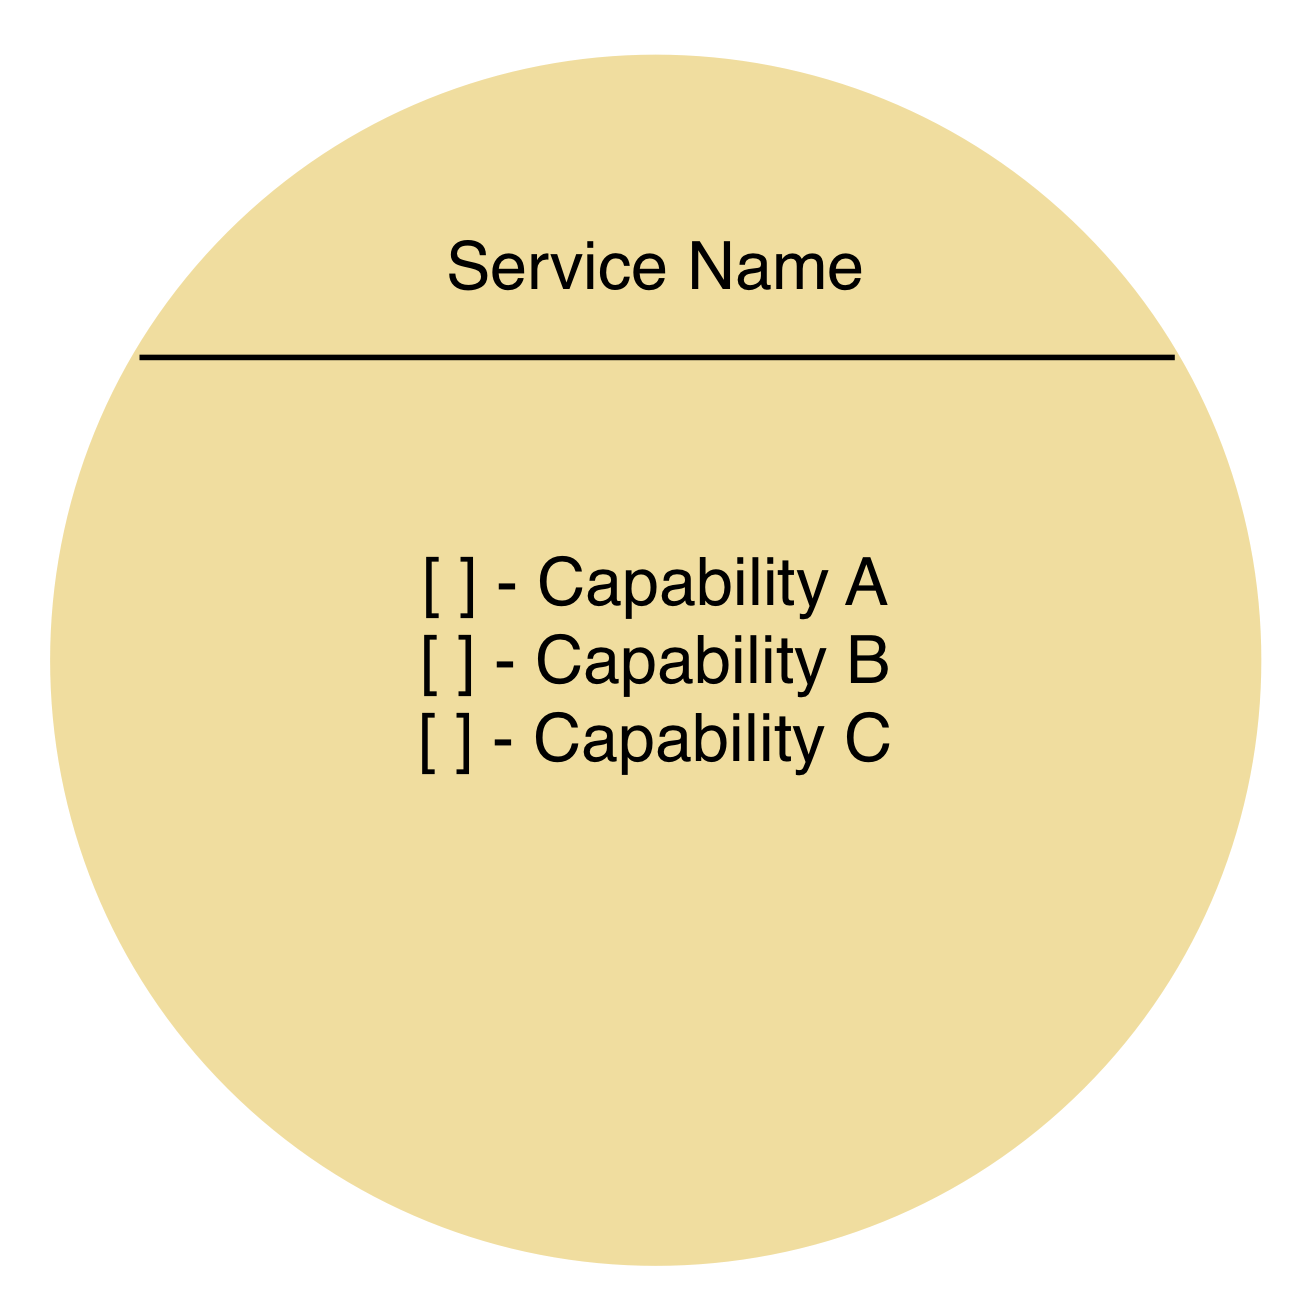 Service Name
[ ] - Capability A
[ ] - Capability B
[ ] - Capability C